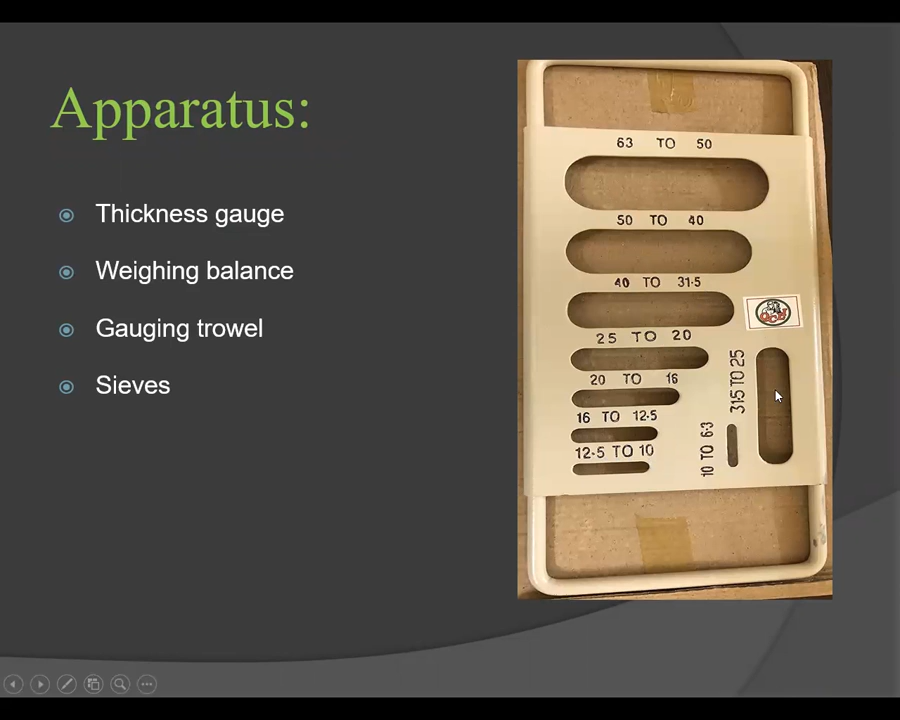 Apparatus:
Thickness gauge
Weighing balance
Gauging trowel
Sieves
63 TO 50
50 TO 40
40 TO 31·5
25 TO 20
20 TO 16
16 TO 12·5
12·5 TO 10
10 TO 6·3
31·5 TO 25